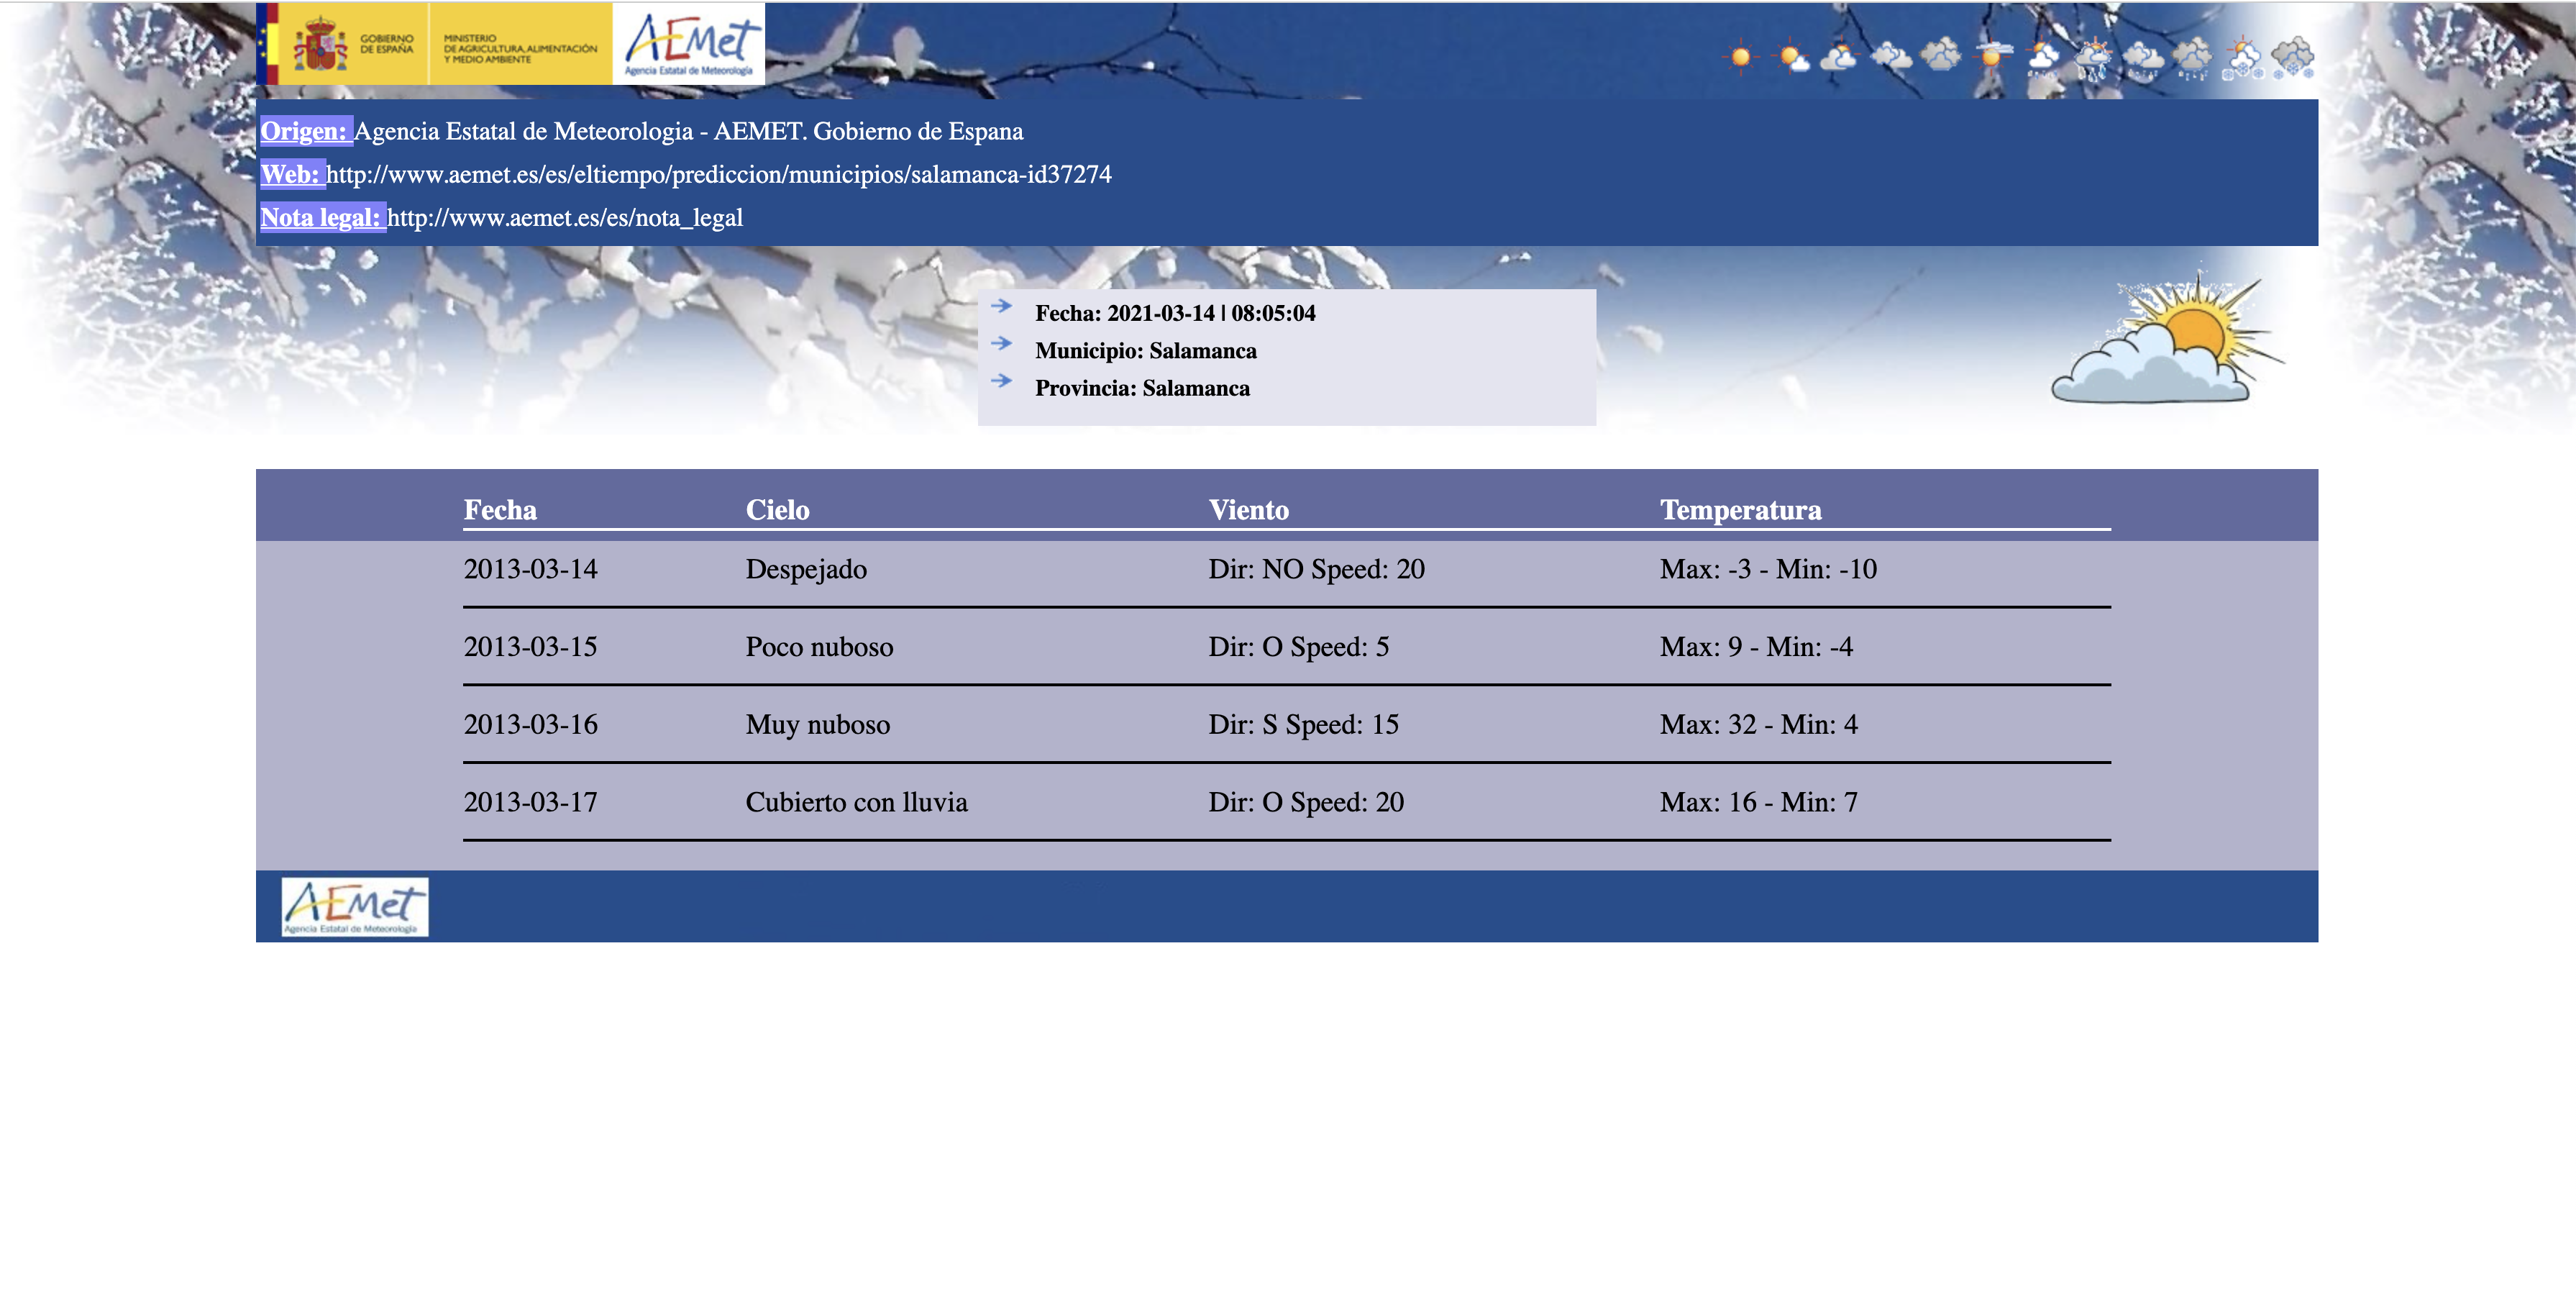 GOBIERNO
DE ESPAÑA
MINISTERIO
DE AGRICULTURA, ALIMENTACIÓN
Y MEDIO AMBIENTE
AEMet
Agencia Estatal de Meteorología
Origen: Agencia Estatal de Meteorologia - AEMET. Gobierno de Espana
Web: http://www.aemet.es/es/eltiempo/prediccion/municipios/salamanca-id37274
Nota legal: http://www.aemet.es/es/nota_legal
Fecha: 2021-03-14 | 08:05:04
Municipio: Salamanca
Provincia: Salamanca
Fecha Cielo Viento Temperatura
2013-03-14 Despejado Dir: NO Speed: 20 Max: -3 - Min: -10
2013-03-15 Poco nuboso Dir: O Speed: 5 Max: 9 - Min: -4
2013-03-16 Muy nuboso Dir: S Speed: 15 Max: 32 - Min: 4
2013-03-17 Cubierto con lluvia Dir: O Speed: 20 Max: 16 - Min: 7
AEMet
Agencia Estatal de Meteorología